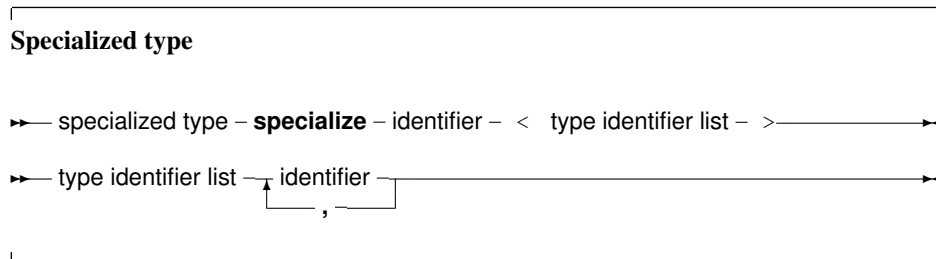 Specialized type
specialized type specialize identifier < type identifier list >
type identifier list identifier
,